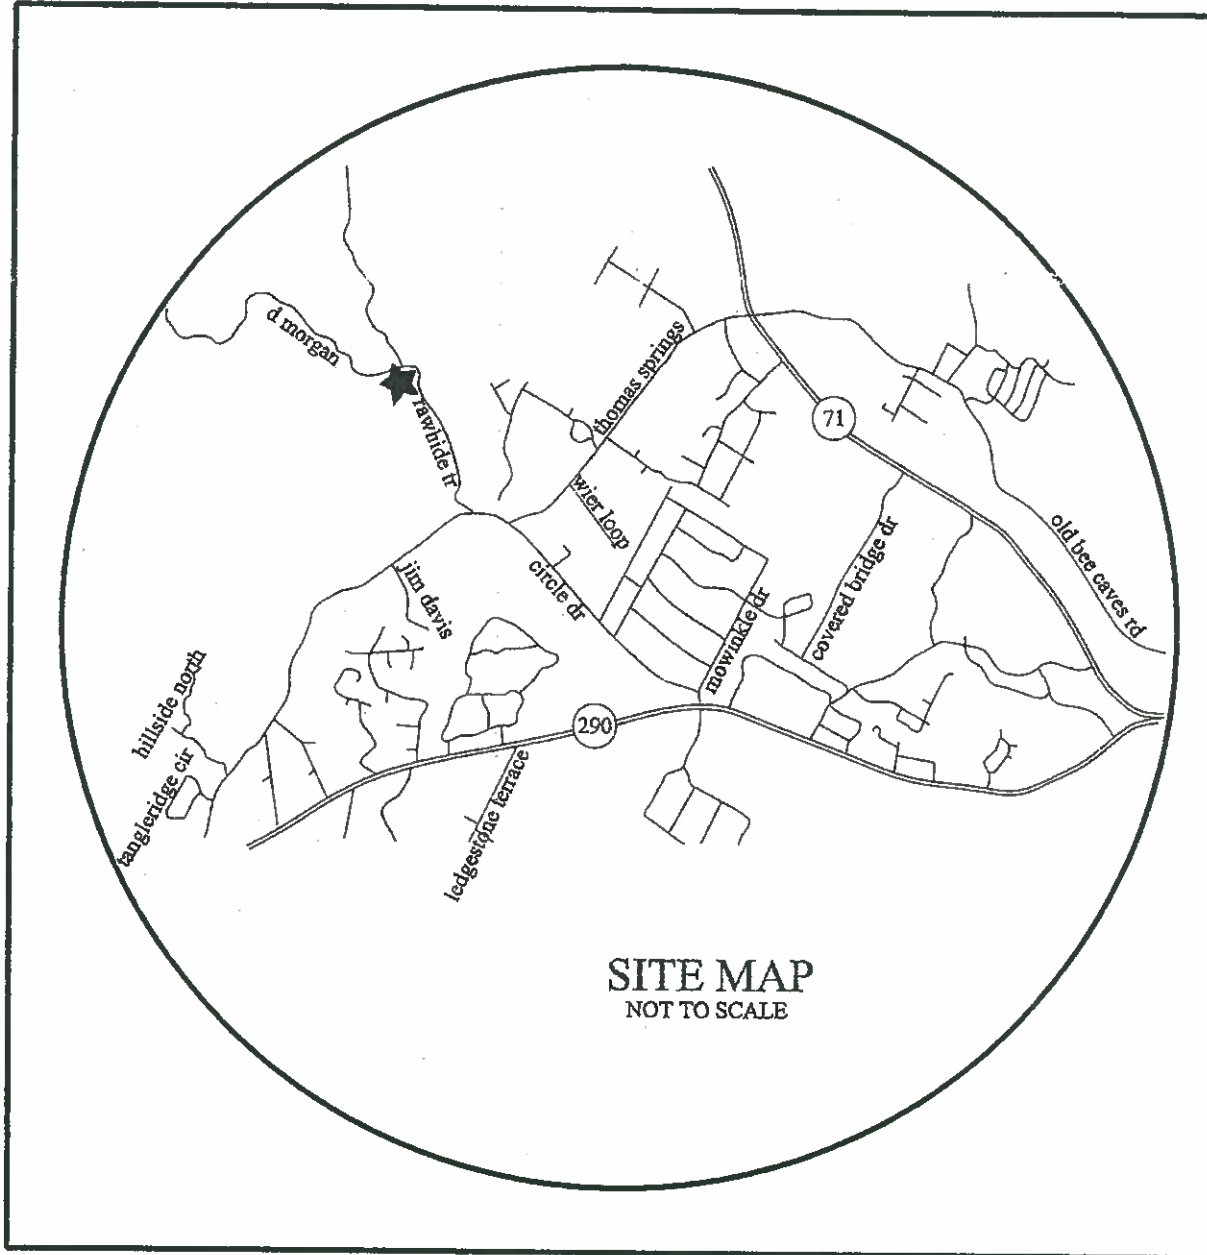 d morgan
thomas springs
rawhide tr
71
wier loop
old bee caves rd
covered bridge dr
circle dr
jim davis
mowinkle dr
hillside north
290
tangleridge cir
ledgestone terrace
SITE MAP
NOT TO SCALE